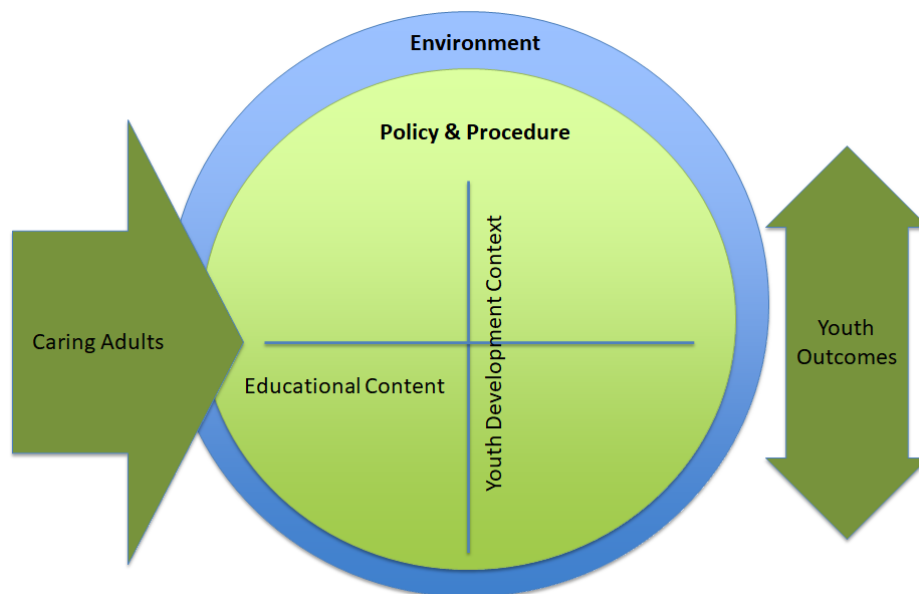 Environment
Policy & Procedure
Caring Adults
Educational Content
Youth Development Context
Youth
Outcomes